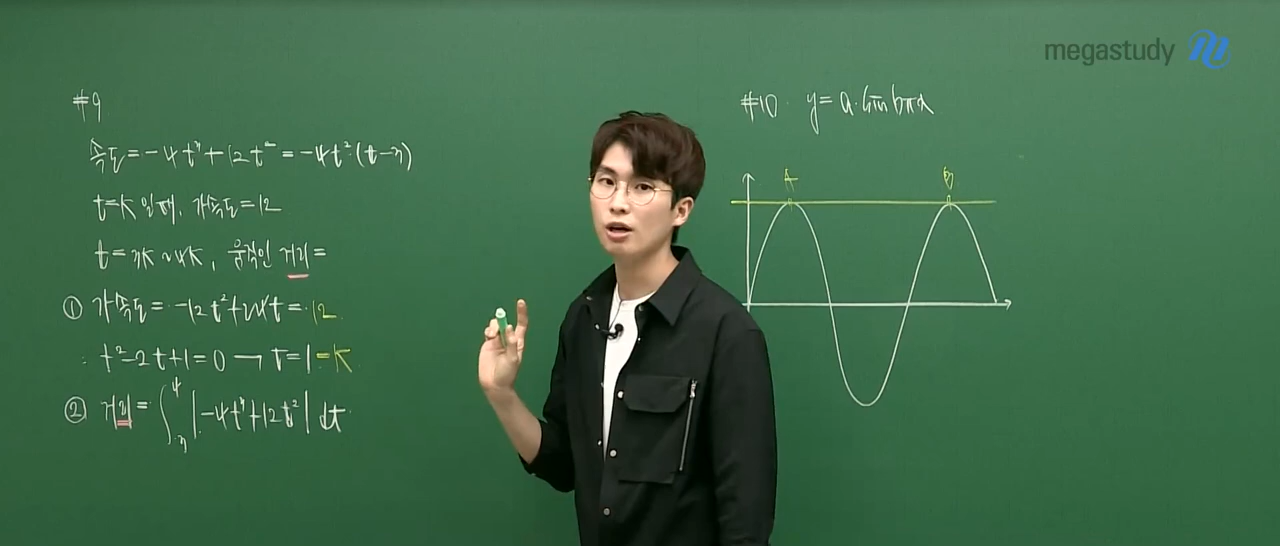 megastudy
#9
속도=-4t³+12t²=-4t²(t-3)
t=k일때, 가속도=12
t=3k~4k, 움직인 거리=
① 가속도=-12t²+24t=12
t²-2t+1=0→t=1=k
② 거리=∫₃⁴|-4t³+12t²|dt
#10. y=a·sin bπx
A B